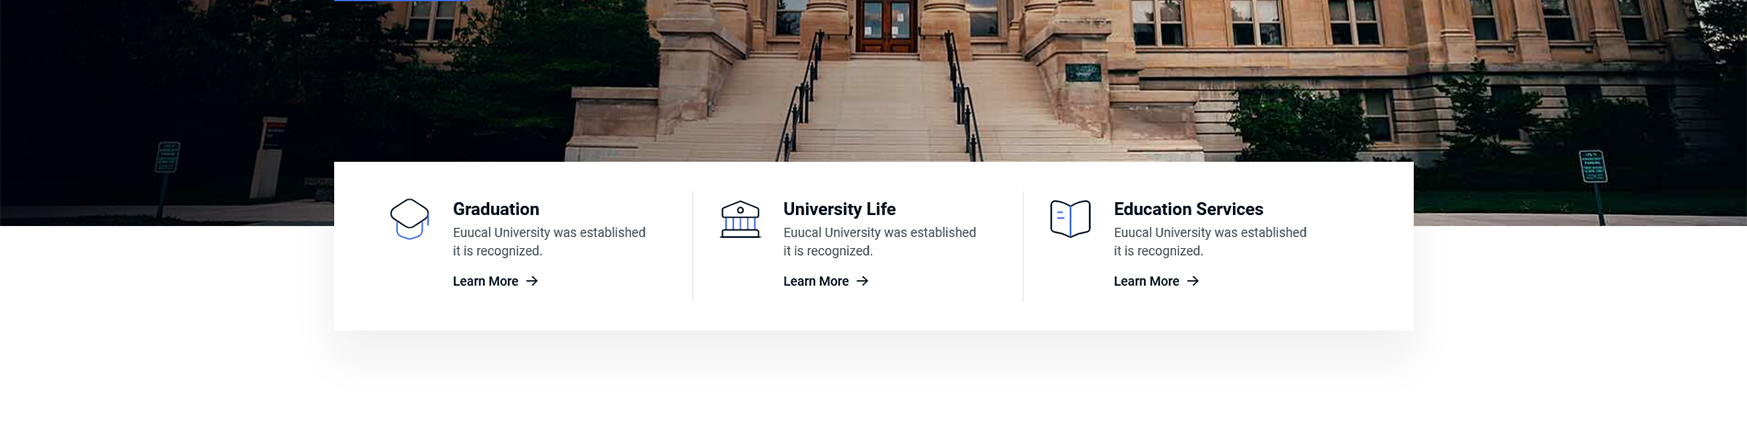 Graduation
Euucal University was established
it is recognized.
Learn More →
University Life
Euucal University was established
it is recognized.
Learn More →
Education Services
Euucal University was established
it is recognized.
Learn More →